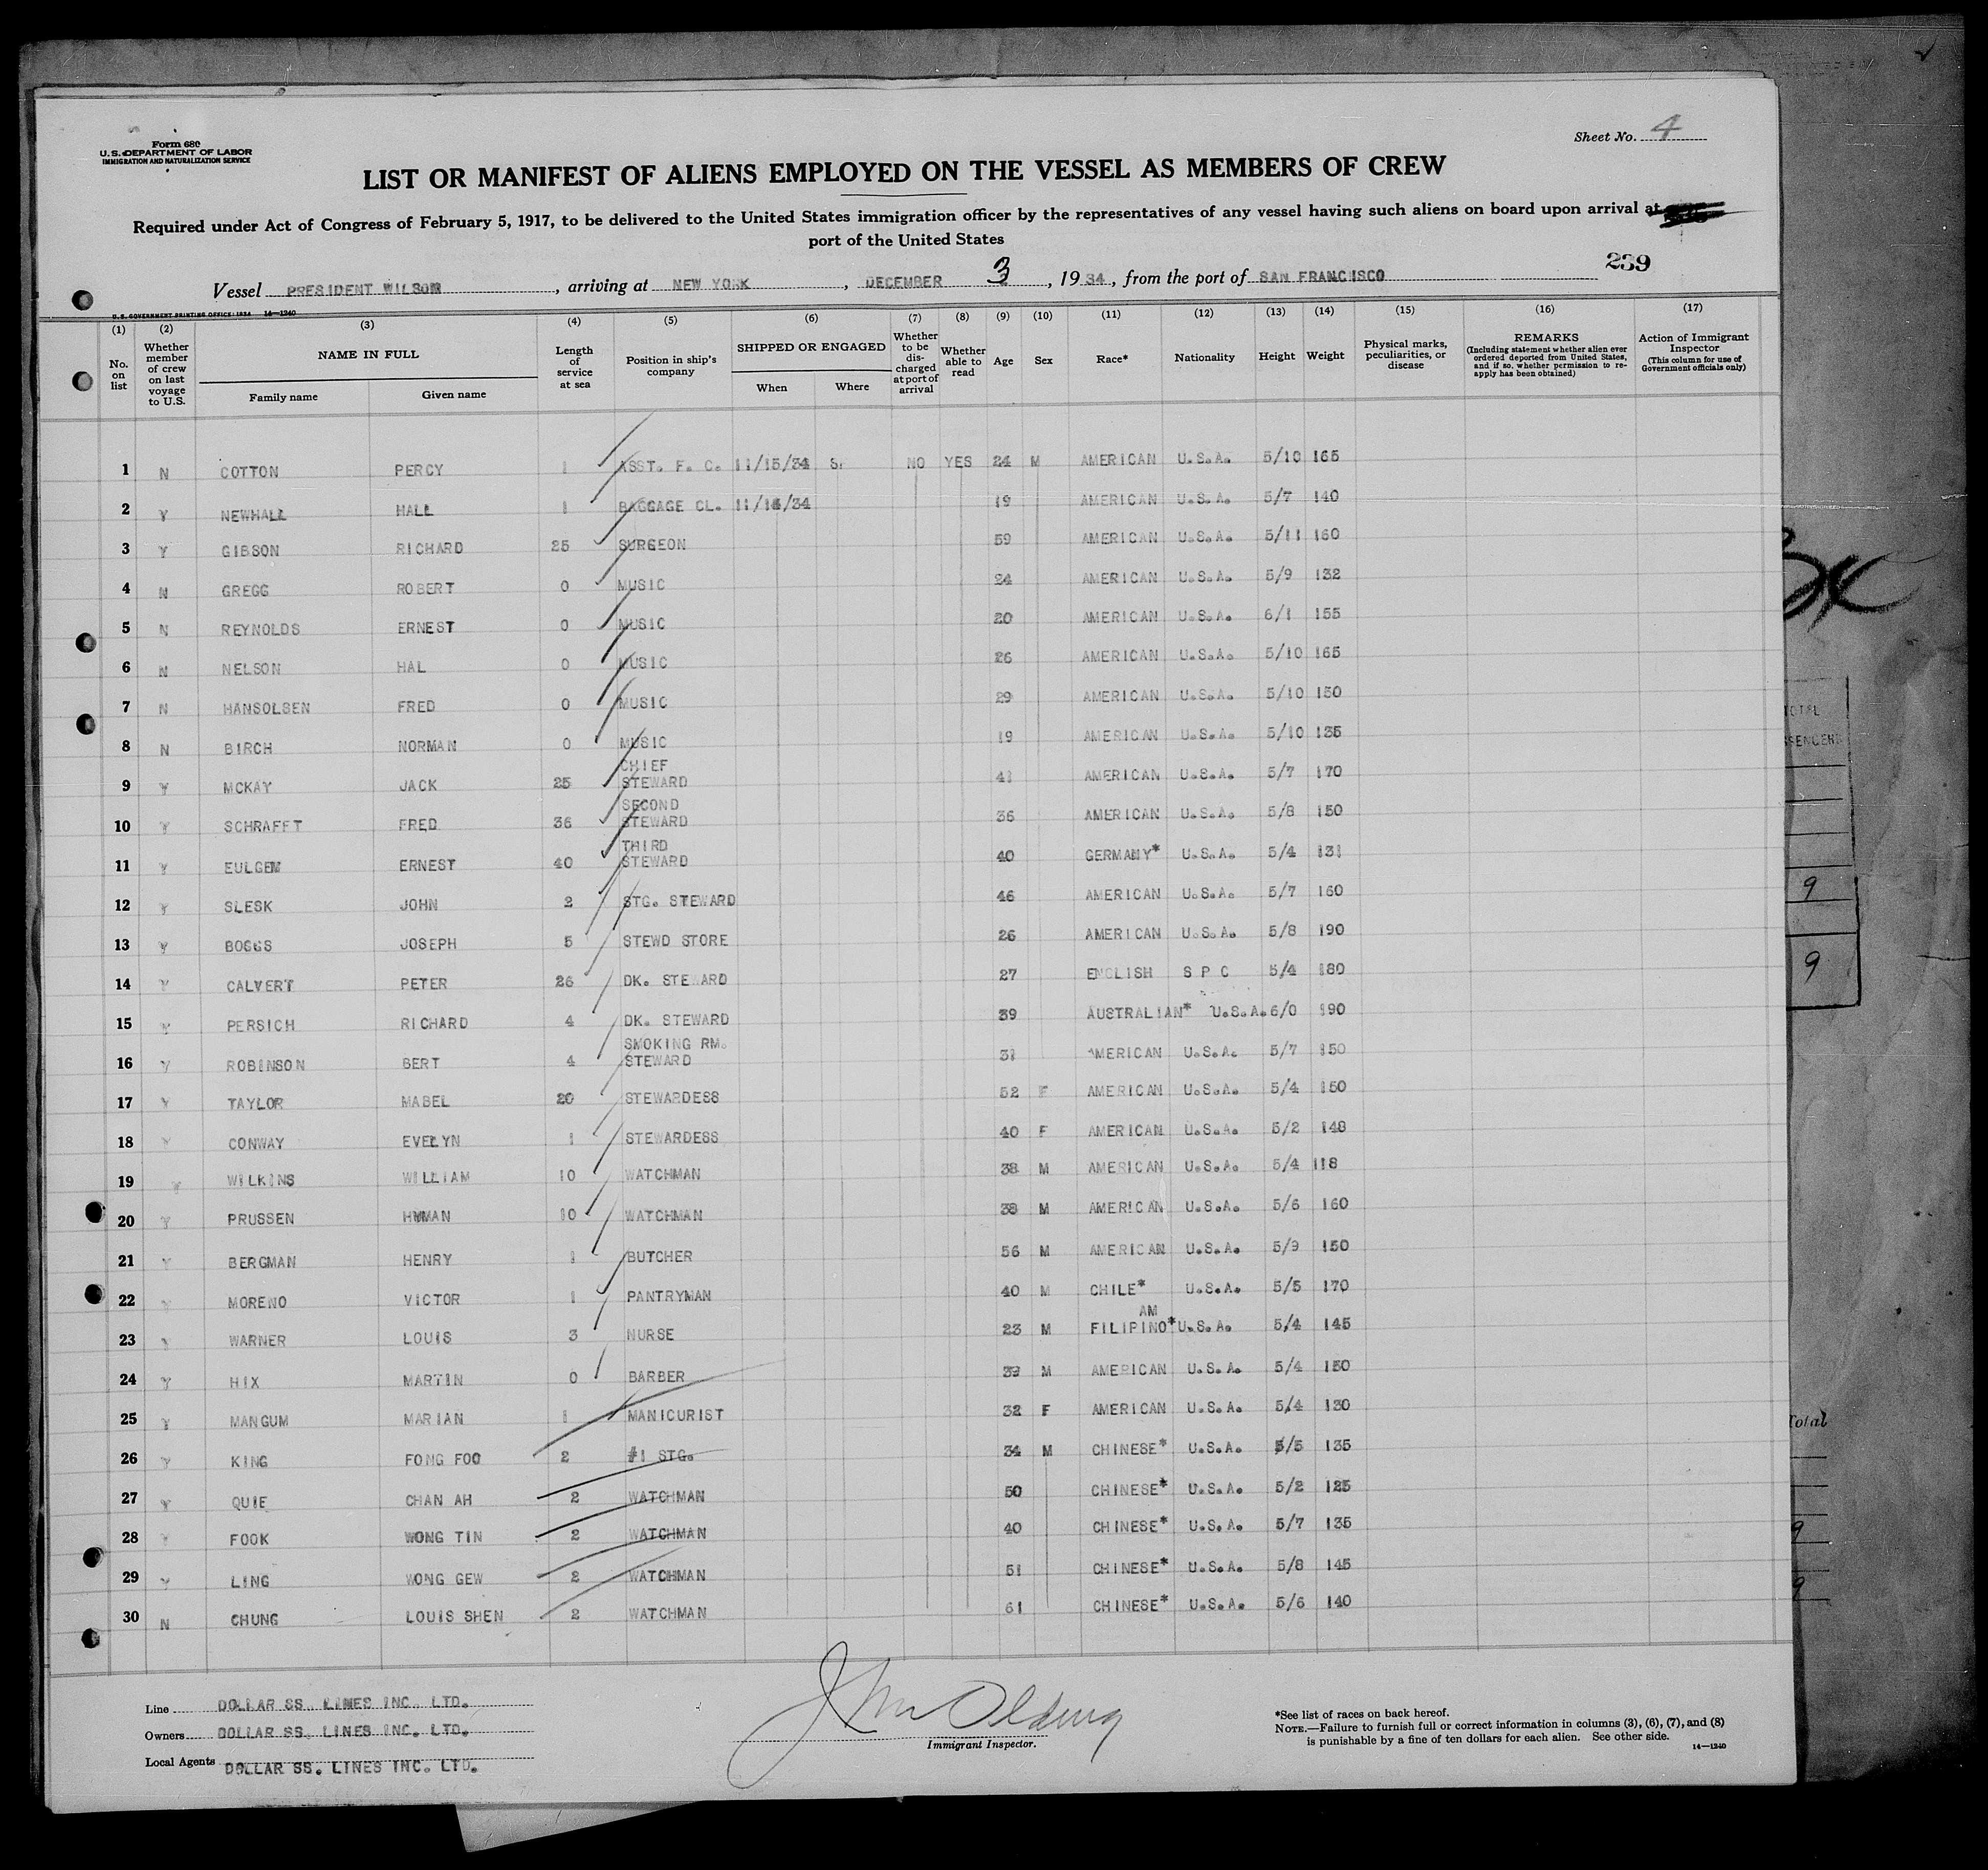 Form 680
U. S. DEPARTMENT OF LABOR
IMMIGRATION AND NATURALIZATION SERVICE
Sheet No. 4
LIST OR MANIFEST OF ALIENS EMPLOYED ON THE VESSEL AS MEMBERS OF CREW
Required under Act of Congress of February 5, 1917, to be delivered to the United States immigration officer by the representatives of any vessel having such aliens on board upon arrival at
port of the United States
239
Vessel PRESIDENT WILSON, arriving at NEW YORK, DECEMBER 3, 1934, from the port of SAN FRANCISCO
U. S. GOVERNMENT PRINTING OFFICE: 1934 14—1240
(1) (2) (3) (4) (5) (6) (7) (8) (9) (10) (11) (12) (13) (14) (15) (16) (17)
No. on list
Whether member of crew on last voyage to U.S.
NAME IN FULL
Family name
Given name
Length of service at sea
Position in ship's company
SHIPPED OR ENGAGED
When
Where
Whether to be discharged at port of arrival
Whether able to read
Age
Sex
Race*
Nationality
Height
Weight
Physical marks, peculiarities, or disease
REMARKS
(Including statement whether alien ever ordered deported from United States, and if so, whether permission to reapply has been obtained)
Action of Immigrant Inspector
(This column for use of Government officials only)
1 N COTTON PERCY 1 ASST. F. C. 11/15/34 NO YES 24 M AMERICAN U.S.A. 5/10 165
2 Y NEWHALL HALL 1 BAGGAGE CL. 11/16/34 19 AMERICAN U.S.A. 5/7 140
3 Y GIBSON RICHARD 25 SURGEON 59 AMERICAN U.S.A. 5/11 160
4 N GREGG ROBERT 0 MUSIC 24 AMERICAN U.S.A. 5/9 132
5 N REYNOLDS ERNEST 0 MUSIC 20 AMERICAN U.S.A. 6/1 155
6 N NELSON HAL 0 MUSIC 26 AMERICAN U.S.A. 5/10 165
7 N HANSOLSEN FRED 0 MUSIC 29 AMERICAN U.S.A. 5/10 150
8 N BIRCH NORMAN 0 MUSIC 19 AMERICAN U.S.A. 5/10 135
9 Y MCKAY JACK 25 CHIEF STEWARD 41 AMERICAN U.S.A. 5/7 170
10 Y SCHRAFFT FRED 36 SECOND STEWARD 36 AMERICAN U.S.A. 5/8 150
11 Y EULGEM ERNEST 40 THIRD STEWARD 40 GERMANY* U.S.A. 5/4 131
12 Y SLESK JOHN 2 STG. STEWARD 46 AMERICAN U.S.A. 5/7 160
13 Y BOGGS JOSEPH 5 STEWD STORE 26 AMERICAN U.S.A. 5/8 190
14 Y CALVERT PETER 26 DK. STEWARD 27 ENGLISH S P C 5/4 180
15 Y PERSICH RICHARD 4 DK. STEWARD 39 AUSTRALIAN* U.S.A. 6/0 190
16 Y ROBINSON BERT 4 SMOKING RM. STEWARD 31 AMERICAN U.S.A. 5/7 150
17 Y TAYLOR MABEL 20 STEWARDESS 52 F AMERICAN U.S.A. 5/4 150
18 Y CONWAY EVELYN 1 STEWARDESS 40 F AMERICAN U.S.A. 5/2 148
19 Y WILKINS WILLIAM 10 WATCHMAN 38 M AMERICAN U.S.A. 5/4 118
20 Y PRUSSEN HYMAN 10 WATCHMAN 38 M AMERICAN U.S.A. 5/6 160
21 Y BERGMAN HENRY 1 BUTCHER 56 M AMERICAN U.S.A. 5/9 150
22 Y MORENO VICTOR 1 PANTRYMAN 40 M CHILE* U.S.A. 5/5 170
23 Y WARNER LOUIS 3 NURSE 23 M AM FILIPINO* U.S.A. 5/4 145
24 Y HIX MARTIN 0 BARBER 39 M AMERICAN U.S.A. 5/4 150
25 Y MANGUM MARIAN 1 MANICURIST 32 F AMERICAN U.S.A. 5/4 130
26 Y KING FONG FOO 2 #1 STG. 34 M CHINESE* U.S.A. 5/5 135
27 Y QUIE CHAN AH 2 WATCHMAN 50 CHINESE* U.S.A. 5/2 125
28 Y FOOK WONG TIN 2 WATCHMAN 40 CHINESE* U.S.A. 5/7 135
29 Y LING WONG GEW 2 WATCHMAN 51 CHINESE* U.S.A. 5/8 145
30 N CHUNG LOUIS SHEN 2 WATCHMAN 61 CHINESE* U.S.A. 5/6 140
Line DOLLAR SS. LINES INC. LTD.
Owners DOLLAR SS. LINES INC. LTD.
Local Agents DOLLAR SS. LINES INC. LTD.
Immigrant Inspector.
*See list of races on back hereof.
NOTE.—Failure to furnish full or correct information in columns (3), (6), (7), and (8)
is punishable by a fine of ten dollars for each alien. See other side.
14—1240
9
9
Total
9
9